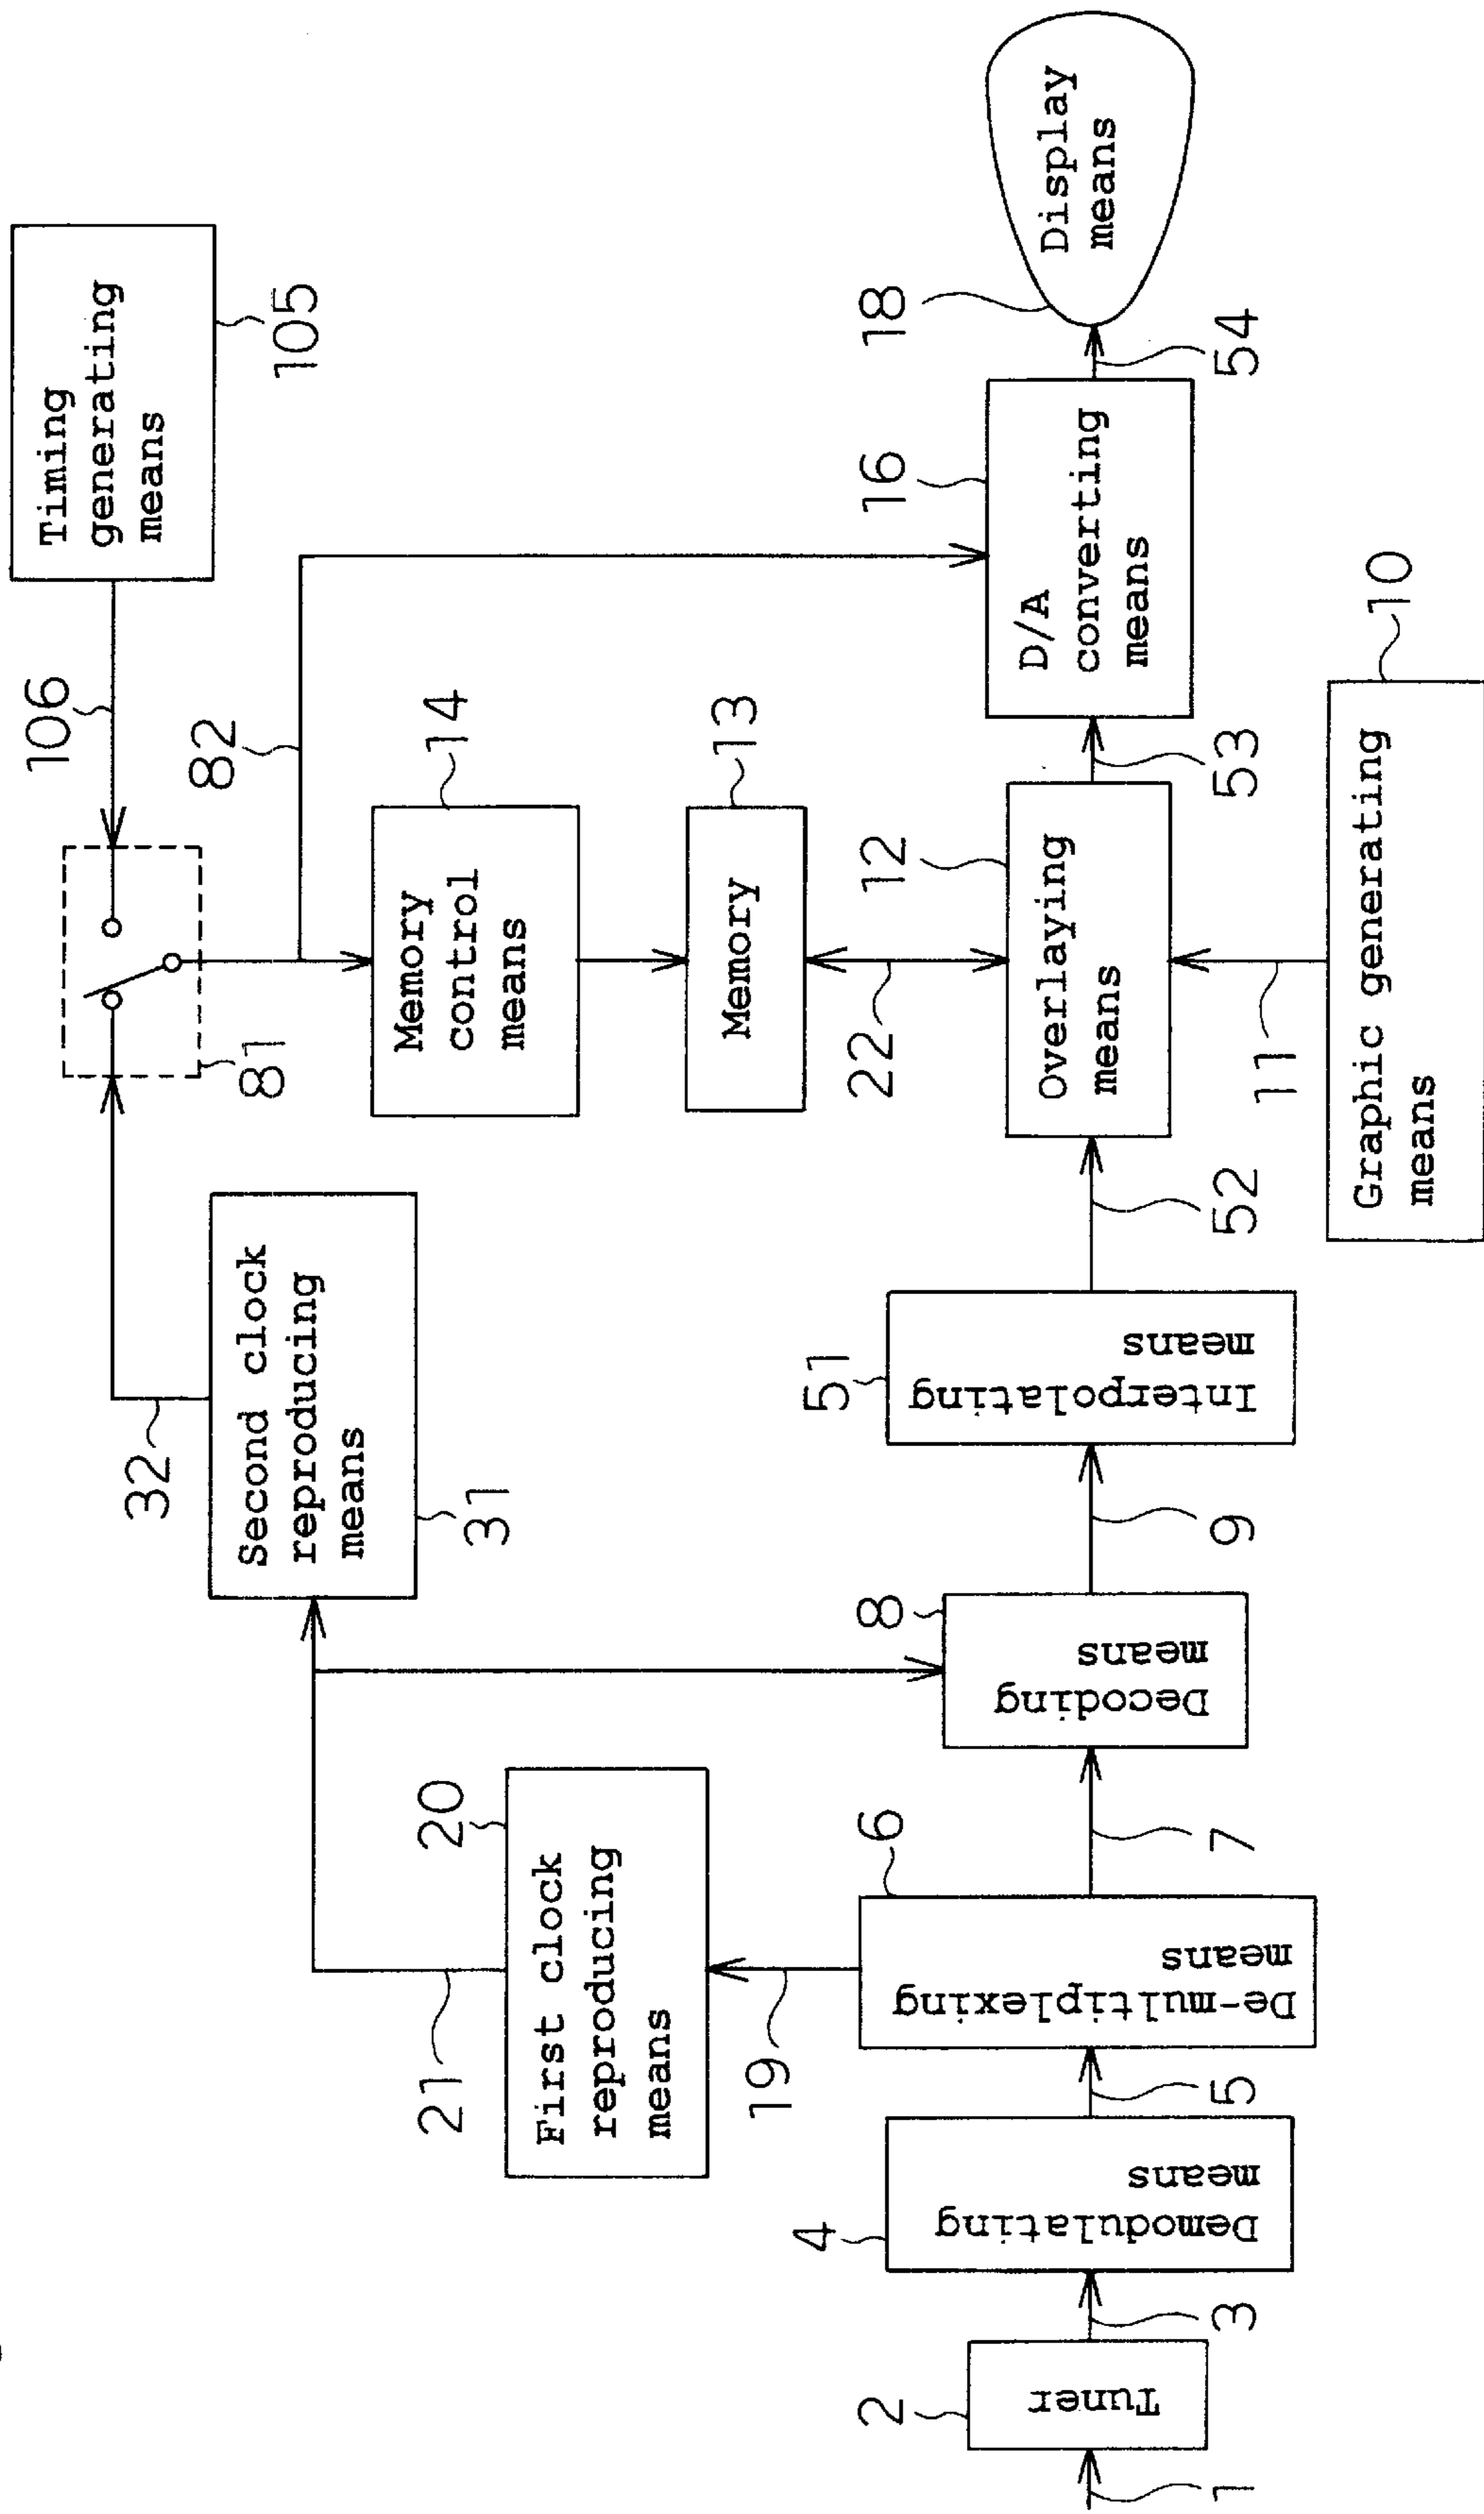 Timing
generating
means
105
106
81
82
Second clock
reproducing
means
31
32
Memory
control
means
14
Memory
13
22
First clock
reproducing
means
20
21
19
1
Tuner
2
3
Demodulating
means
4
5
De-multiplexing
means
6
7
Decoding
means
8
9
Interpolating
means
51
52
Overlaying
means
12
53
D/A
converting
means
16
54
Display
means
18
11
Graphic generating
means
10